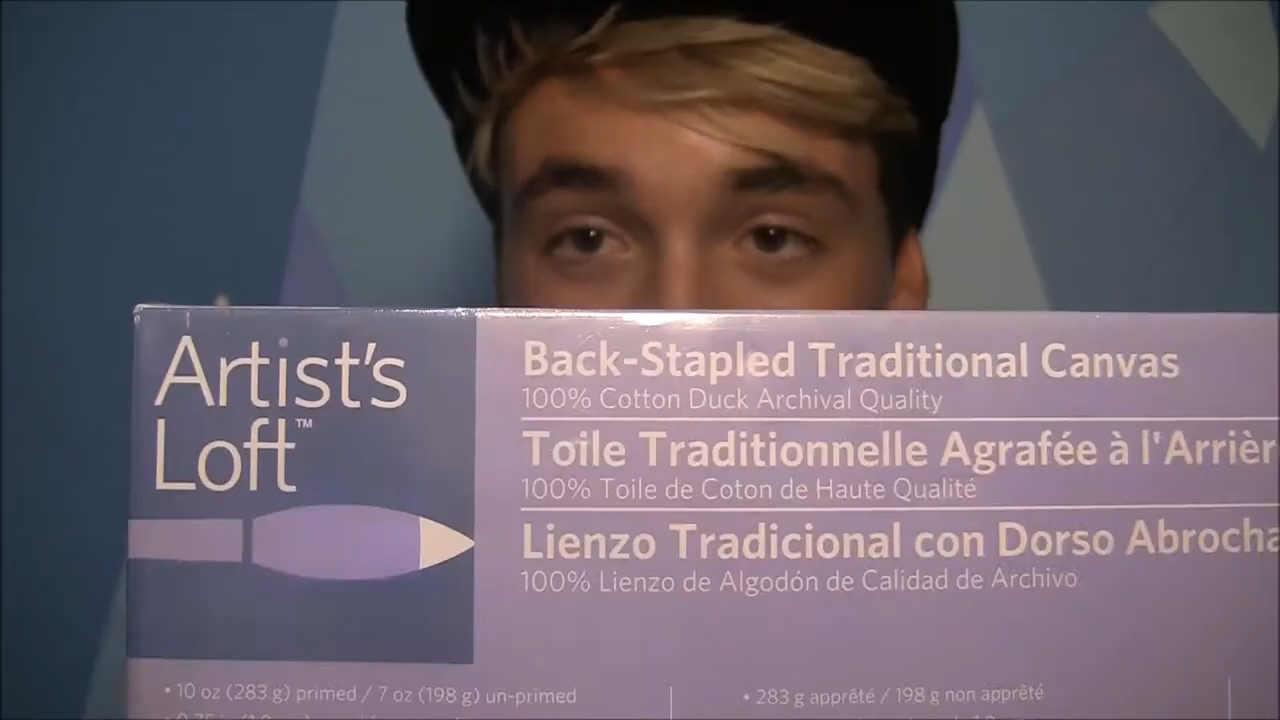 Artist's
Loft™
Back-Stapled Traditional Canvas
100% Cotton Duck Archival Quality
Toile Traditionnelle Agrafée à l'Arrièr
100% Toile de Coton de Haute Qualité
Lienzo Tradicional con Dorso Abrocha
100% Lienzo de Algodón de Calidad de Archivo
• 10 oz (283 g) primed / 7 oz (198 g) un-primed
• 283 g apprêté / 198 g non apprêté